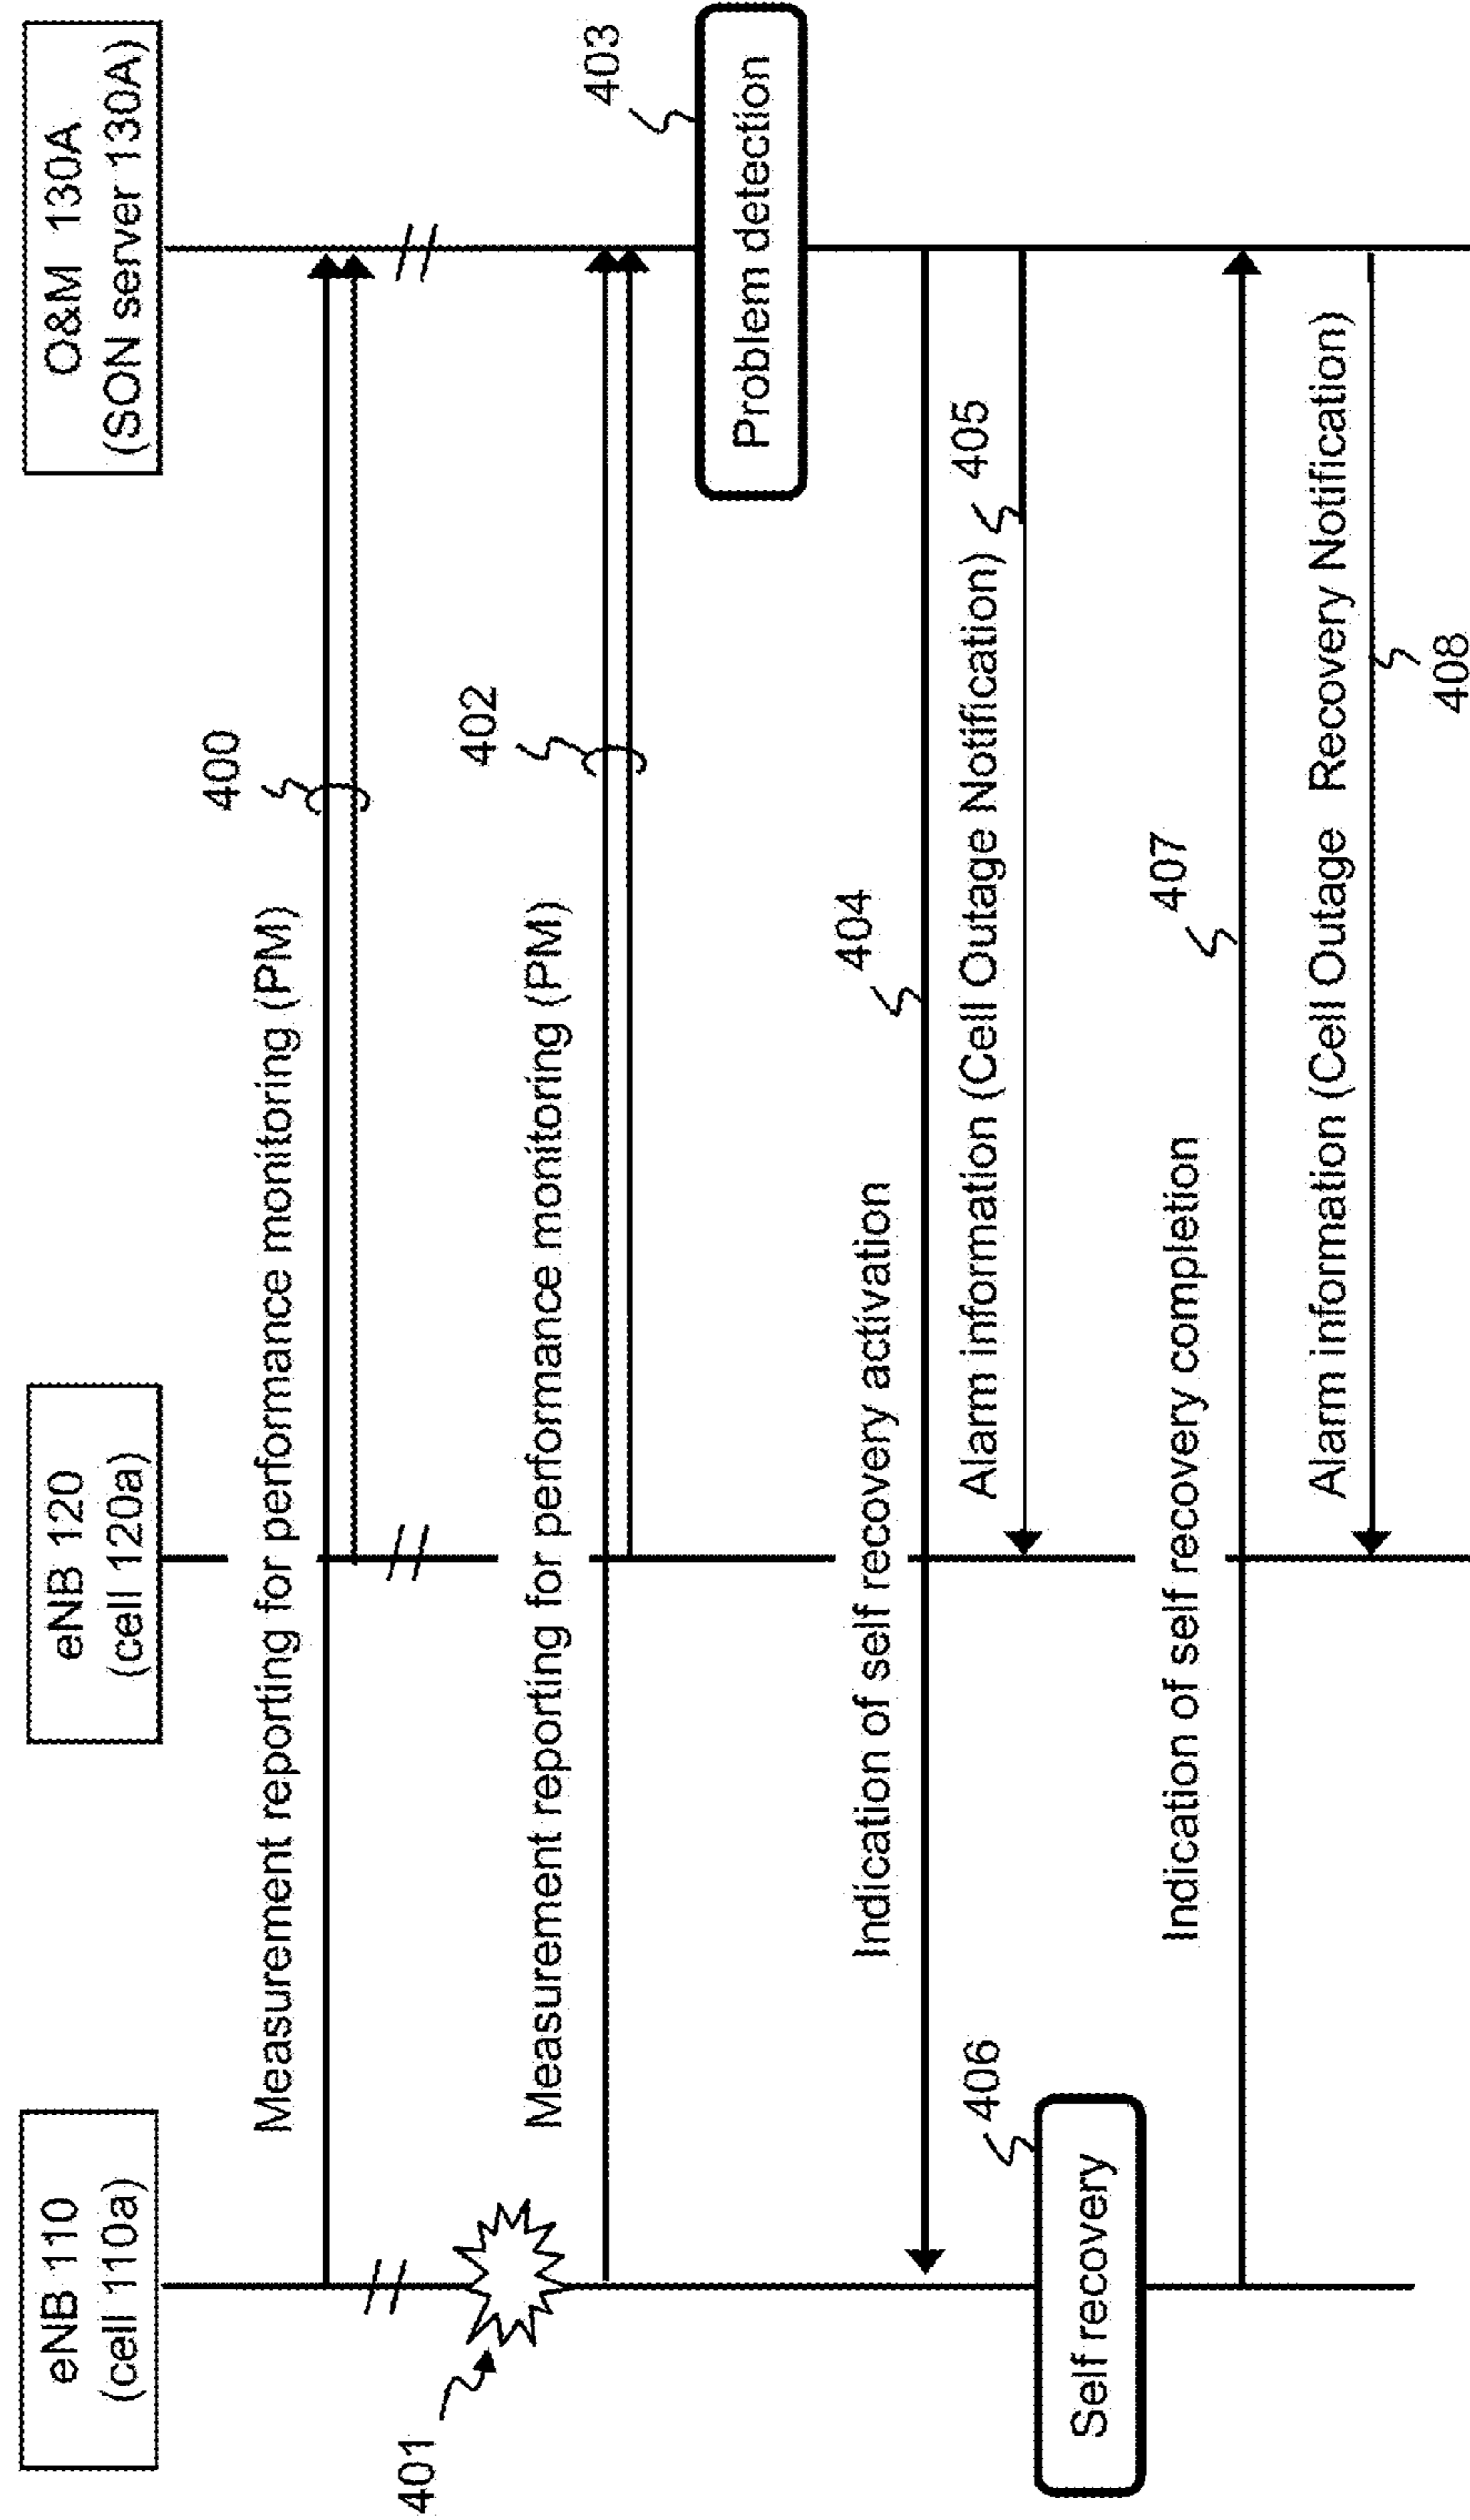 eNB 110
(cell 110a)
eNB 120
(cell 120a)
O&M 130A
(SON server 130A)
400
Measurement reporting for performance monitoring (PM)
401
402
Measurement reporting for performance monitoring (PM)
403
Problem detection
404
Indication of self recovery activation
405
Alarm information (Cell Outage Notification)
406
Self recovery
407
Indication of self recovery completion
Alarm information (Cell Outage Recovery Notification)
408